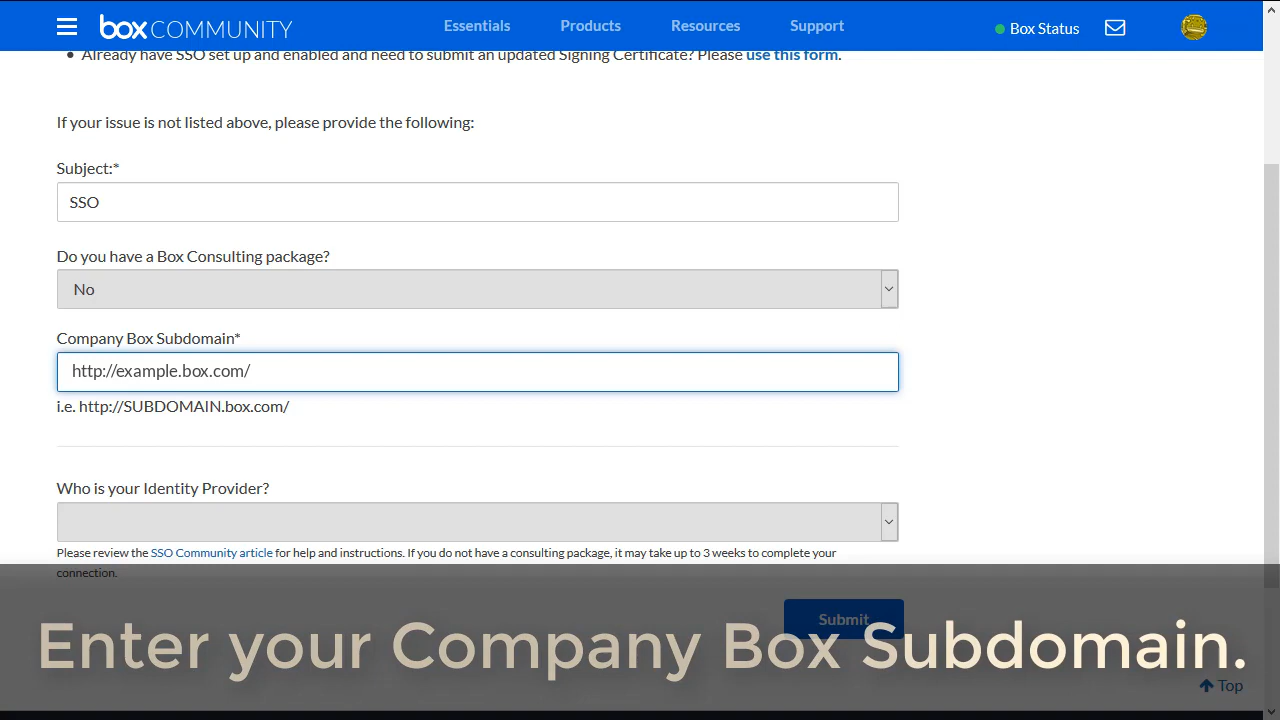 box COMMUNITY
Essentials Products Resources Support
Box Status
• Already have SSO set up and enabled and need to submit an updated Signing Certificate? Please use this form.
If your issue is not listed above, please provide the following:
Subject:*
SSO
Do you have a Box Consulting package?
No
Company Box Subdomain*
http://example.box.com/
i.e. http://SUBDOMAIN.box.com/
Who is your Identity Provider?
Please review the SSO Community article for help and instructions. If you do not have a consulting package, it may take up to 3 weeks to complete your
connection.
Submit
Enter your Company Box Subdomain.
Top